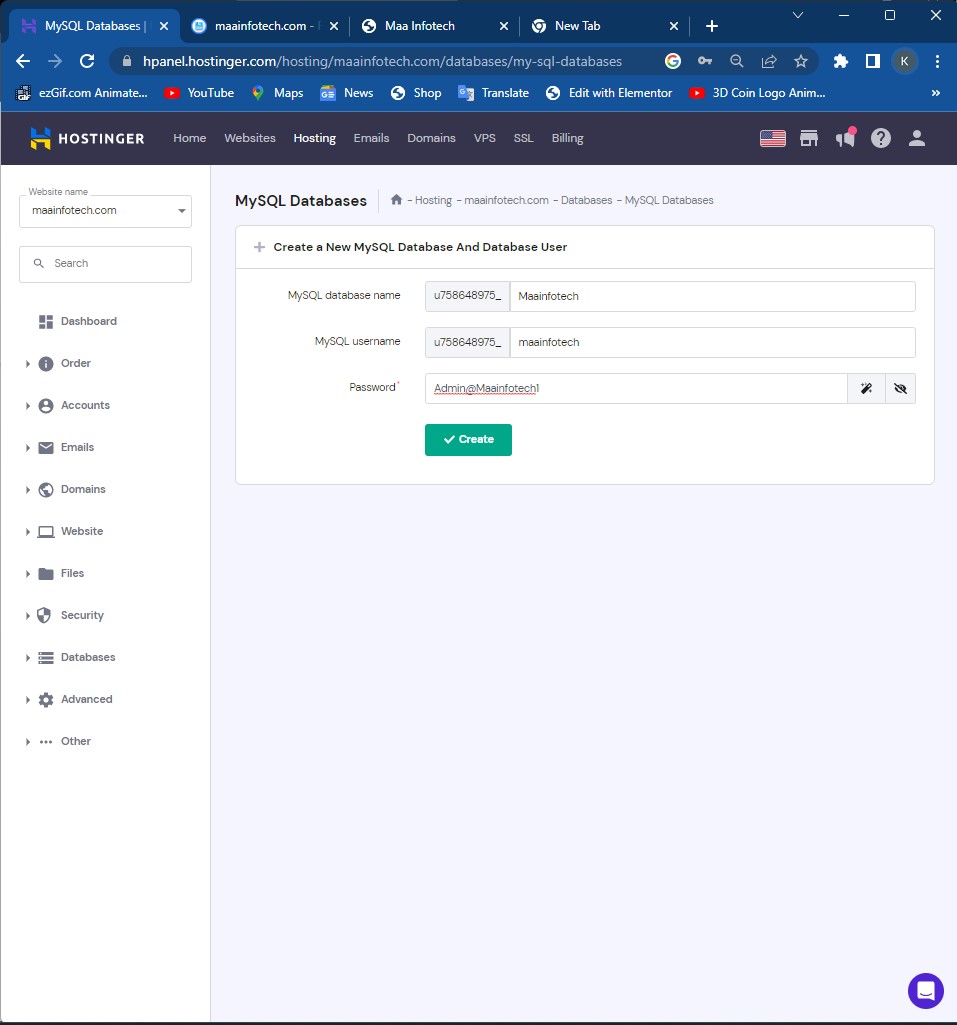 MySQL Databases |
maainfotech.com -
Maa Infotech
New Tab
hpanel.hostinger.com/hosting/maainfotech.com/databases/my-sql-databases
K
GIF
ezGif.com Animate...
YouTube
Maps
News
Shop
Translate
Edit with Elementor
3D Coin Logo Anim...
»
HOSTINGER
Home
Websites
Hosting
Emails
Domains
VPS
SSL
Billing
Website name
maainfotech.com
Search
Dashboard
Order
Accounts
Emails
Domains
Website
Files
Security
Databases
Advanced
Other
MySQL Databases
- Hosting - maainfotech.com - Databases - MySQL Databases
Create a New MySQL Database And Database User
MySQL database name
u758648975_
Maainfotech
MySQL username
u758648975_
maainfotech
Password*
Admin@Maainfotech1
Create